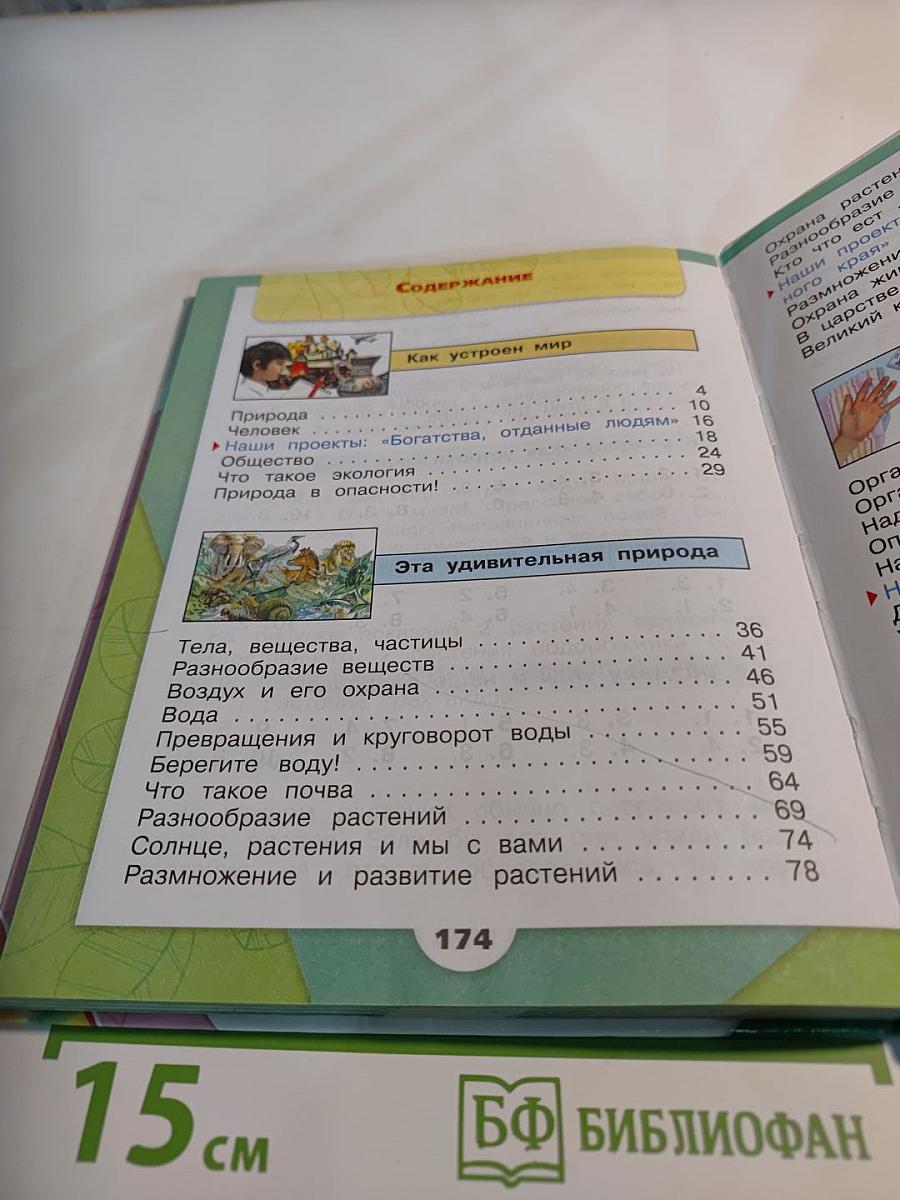 Содержание
Как устроен мир
Природа . . . . . . . . . . . . . . . . . . . . . . . . . . 4
Человек . . . . . . . . . . . . . . . . . . . . . . . . . . 10
Наши проекты: «Богатства, отданные людям» 16
Общество . . . . . . . . . . . . . . . . . . . . . . . . . 18
Что такое экология . . . . . . . . . . . . . . . . . . . 24
Природа в опасности! . . . . . . . . . . . . . . . . . . 29
Эта удивительная природа
Тела, вещества, частицы . . . . . . . . . . . . . . . 36
Разнообразие веществ . . . . . . . . . . . . . . . . . 41
Воздух и его охрана . . . . . . . . . . . . . . . . . . 46
Вода . . . . . . . . . . . . . . . . . . . . . . . . . . . . 51
Превращения и круговорот воды . . . . . . . . . . 55
Берегите воду! . . . . . . . . . . . . . . . . . . . . . . 59
Что такое почва . . . . . . . . . . . . . . . . . . . . . 64
Разнообразие растений . . . . . . . . . . . . . . . . 69
Солнце, растения и мы с вами . . . . . . . . . . . 74
Размножение и развитие растений . . . . . . . . 78
174
Охрана
Разнообразие
Кто что ест
Наши
ного края»
Охрана
В царстве
Великий
15 см
БФ БИБЛИОФАН